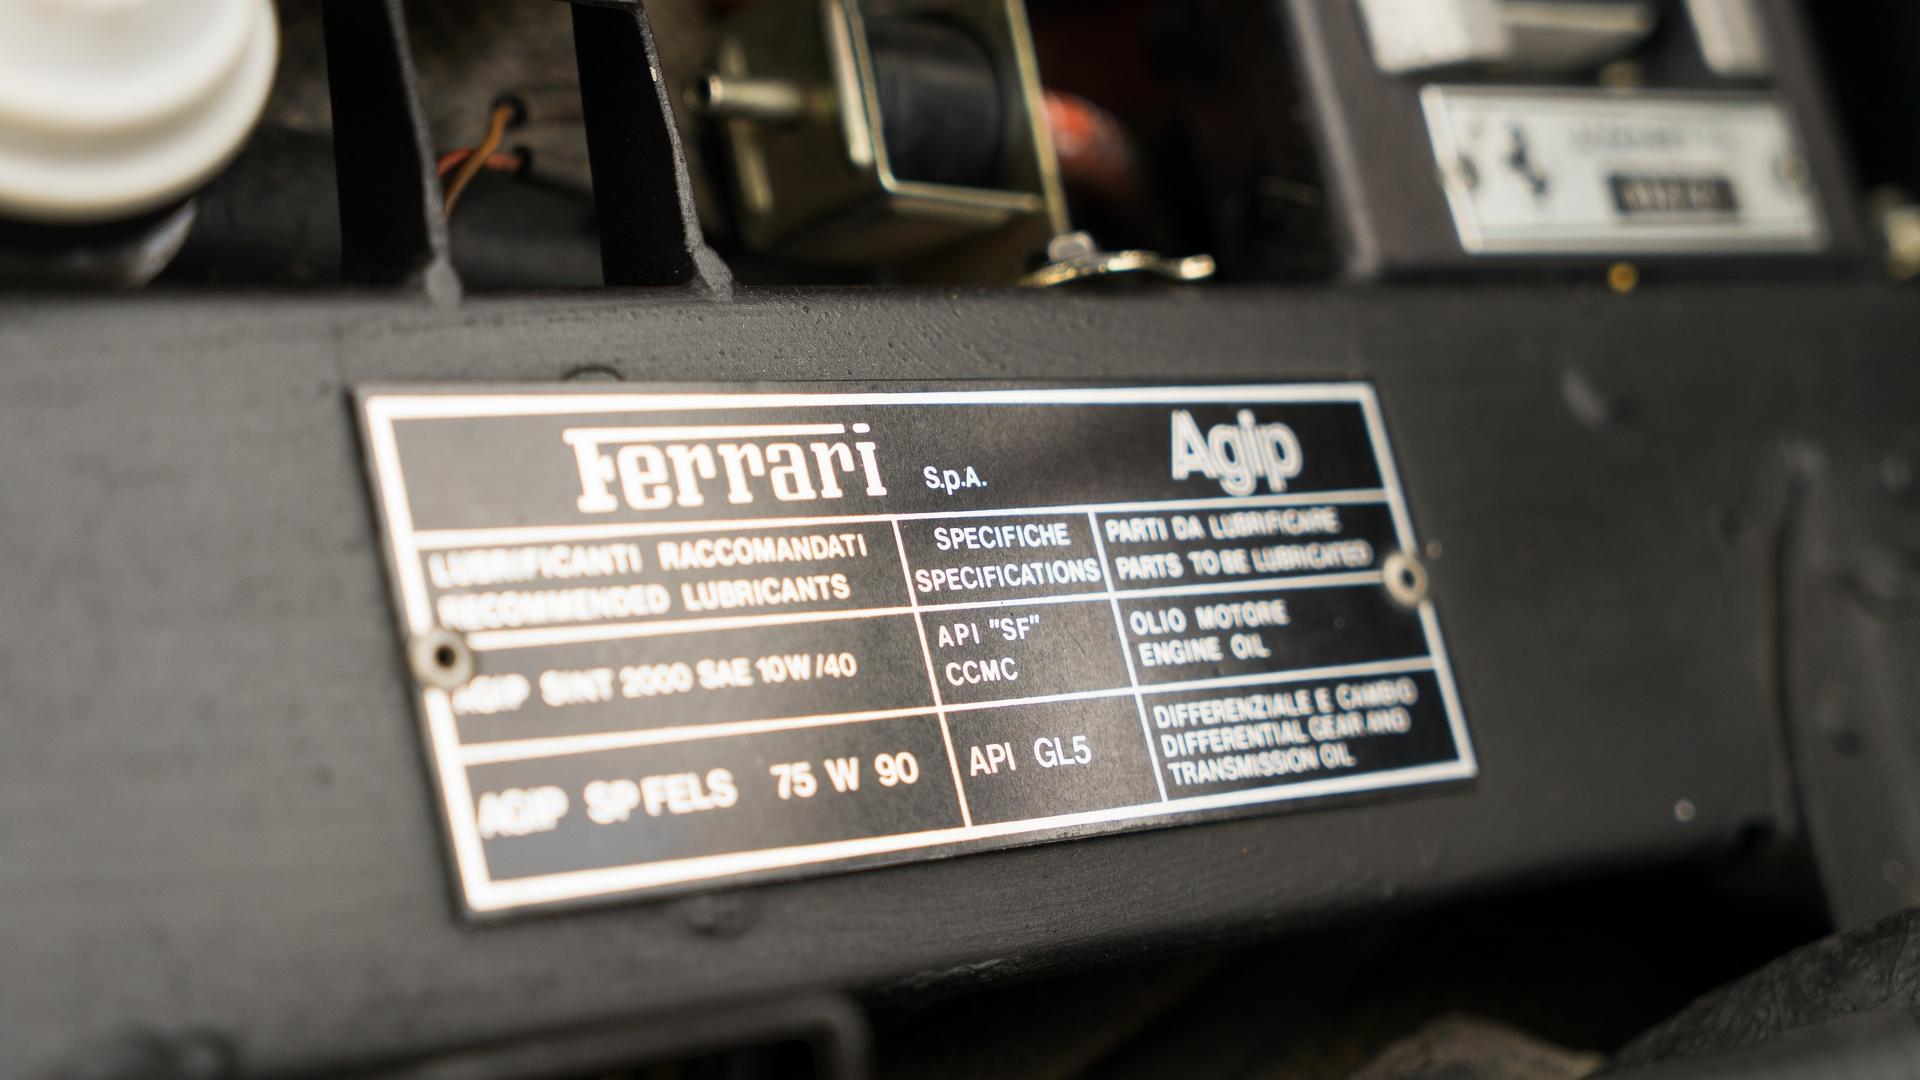 Ferrari S.p.A. Agip
LUBRIFICANTI RACCOMANDATI
RECOMMENDED LUBRICANTS
SPECIFICHE
SPECIFICATIONS
PARTI DA LUBRIFICARE
PARTS TO BE LUBRICATED
AGIP SINT 2000 SAE 10W/40
API "SF"
CCMC
OLIO MOTORE
ENGINE OIL
AGIP SP FELS 75 W 90
API GL5
DIFFERENZIALE E CAMBIO
DIFFERENTIAL GEAR AND
TRANSMISSION OIL